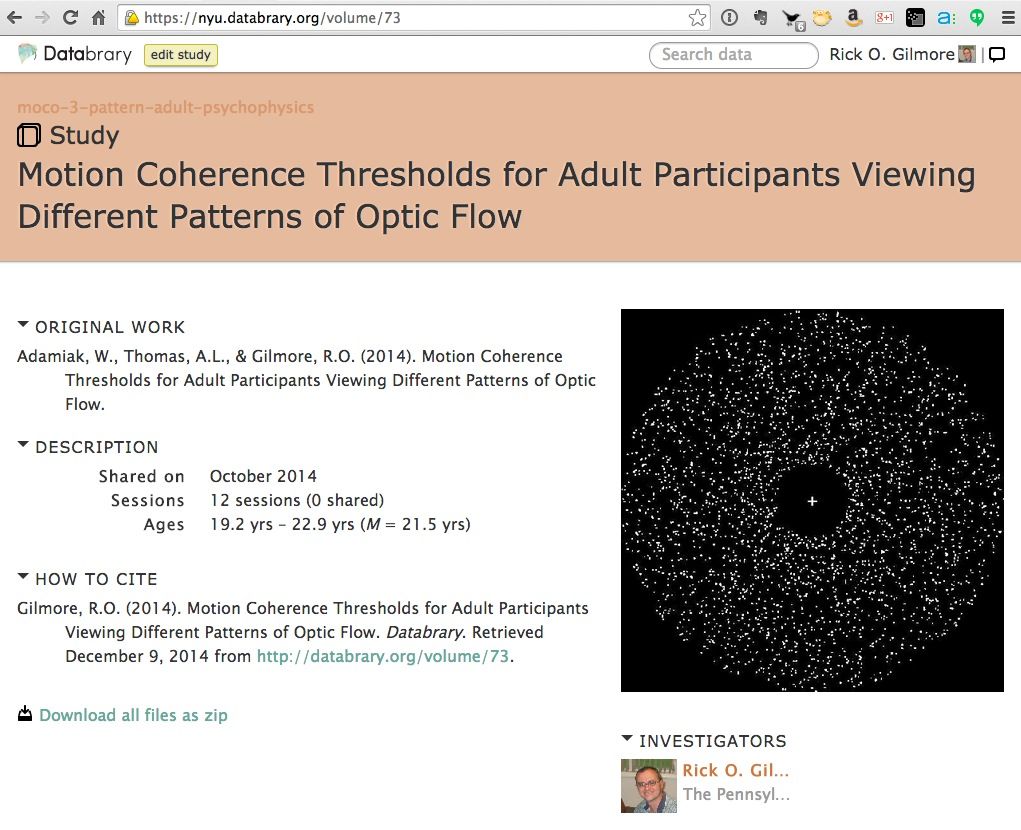 https://nyu.databrary.org/volume/73
8+1
6
a:
Databrary
edit study
Search data
Rick O. Gilmore
moco-3-pattern-adult-psychophysics
Study
Motion Coherence Thresholds for Adult Participants Viewing
Different Patterns of Optic Flow
ORIGINAL WORK
Adamiak, W., Thomas, A.L., & Gilmore, R.O. (2014). Motion Coherence
Thresholds for Adult Participants Viewing Different Patterns of Optic
Flow.
DESCRIPTION
Shared on October 2014
Sessions 12 sessions (0 shared)
Ages 19.2 yrs – 22.9 yrs (M = 21.5 yrs)
HOW TO CITE
Gilmore, R.O. (2014). Motion Coherence Thresholds for Adult Participants
Viewing Different Patterns of Optic Flow. Databrary. Retrieved
December 9, 2014 from http://databrary.org/volume/73.
Download all files as zip
INVESTIGATORS
Rick O. Gil...
The Pennsyl...